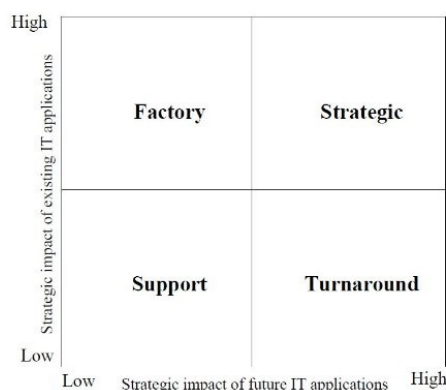 High
Strategic impact of existing IT applications
Factory
Strategic
Support
Turnaround
Low
Low
Strategic impact of future IT applications
High